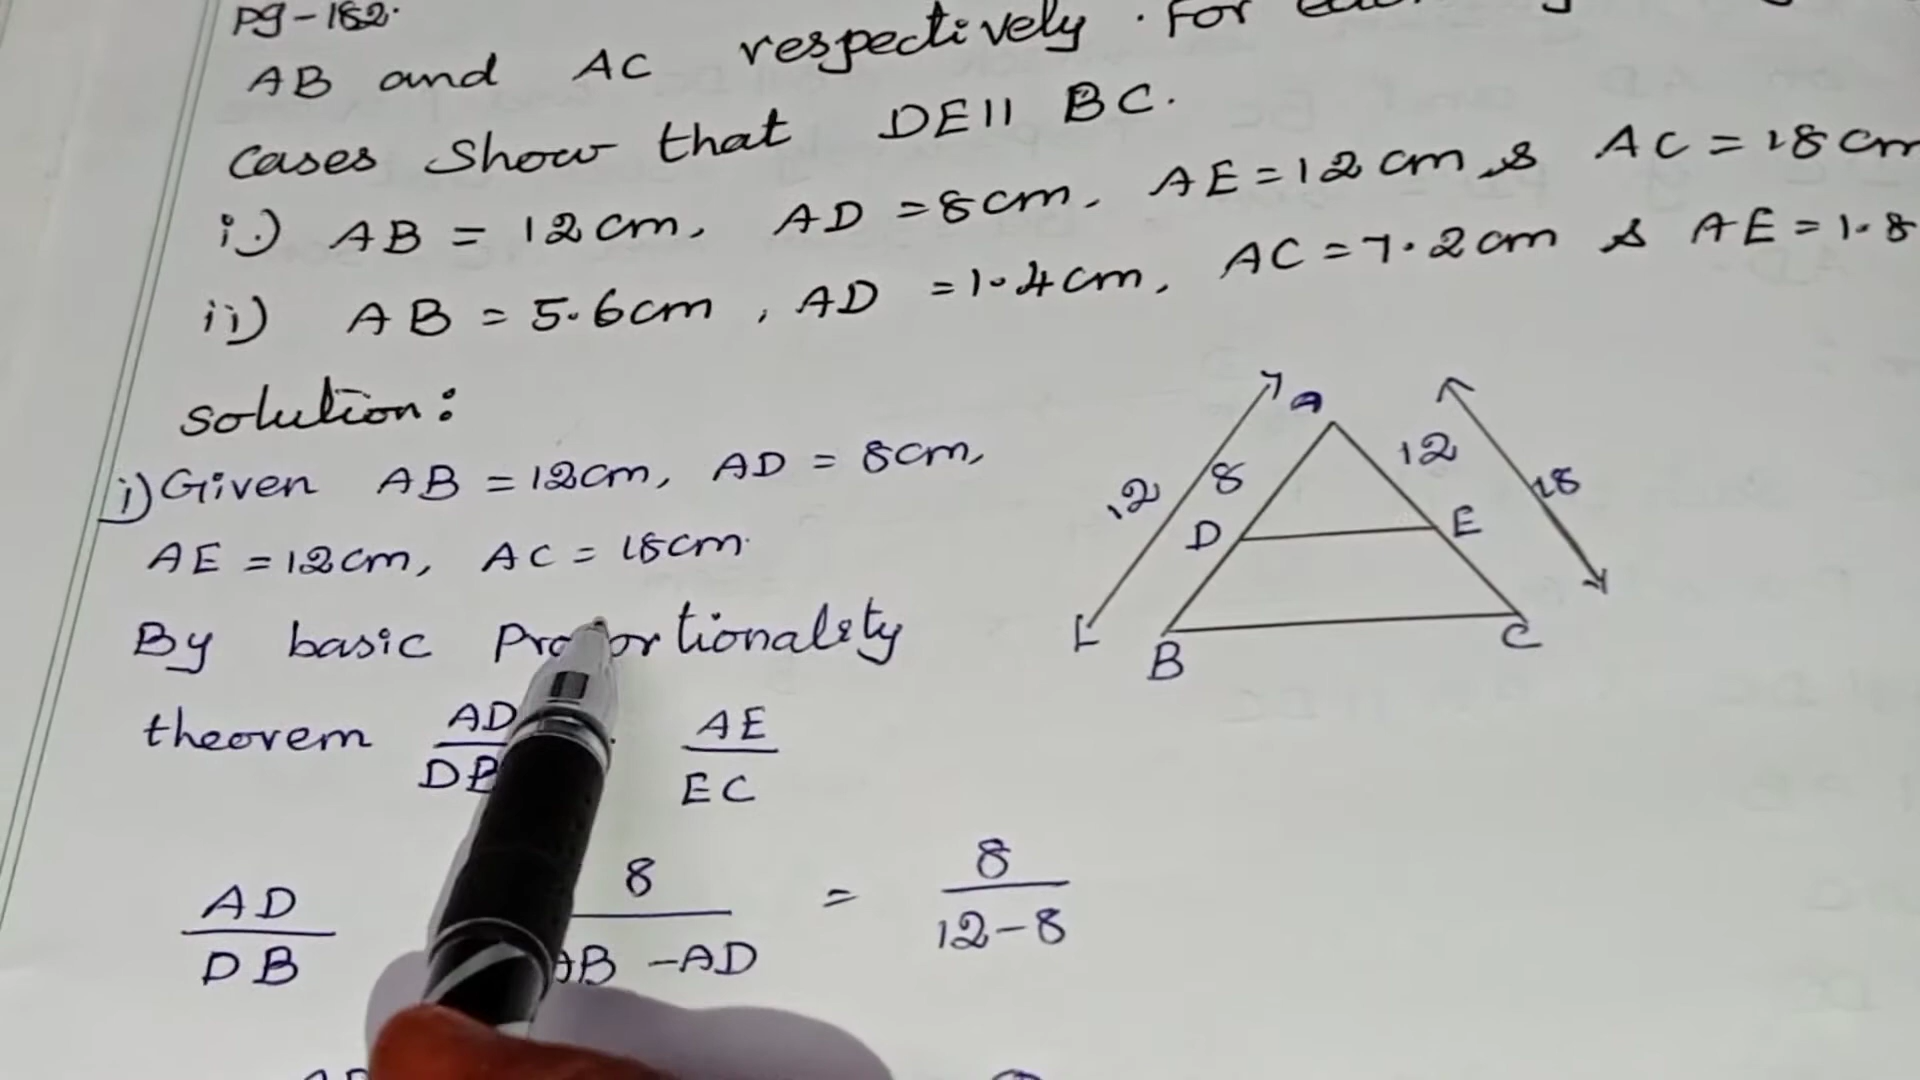 Pg-182.
AB and AC respectively. For
cases show that DE || BC.
i.) AB = 12cm, AD = 8cm, AE = 12cm & AC = 18cm
ii) AB = 5.6cm, AD = 1.4cm, AC = 7.2cm & AE = 1.8
Solution:
A
12 8 12 18
D E
B C
i) Given AB = 12cm, AD = 8cm,
AE = 12cm, AC = 18cm.
By basic Proportionality
theorem AD/DB AE/EC
AD/DB 8/AB-AD = 8/12-8